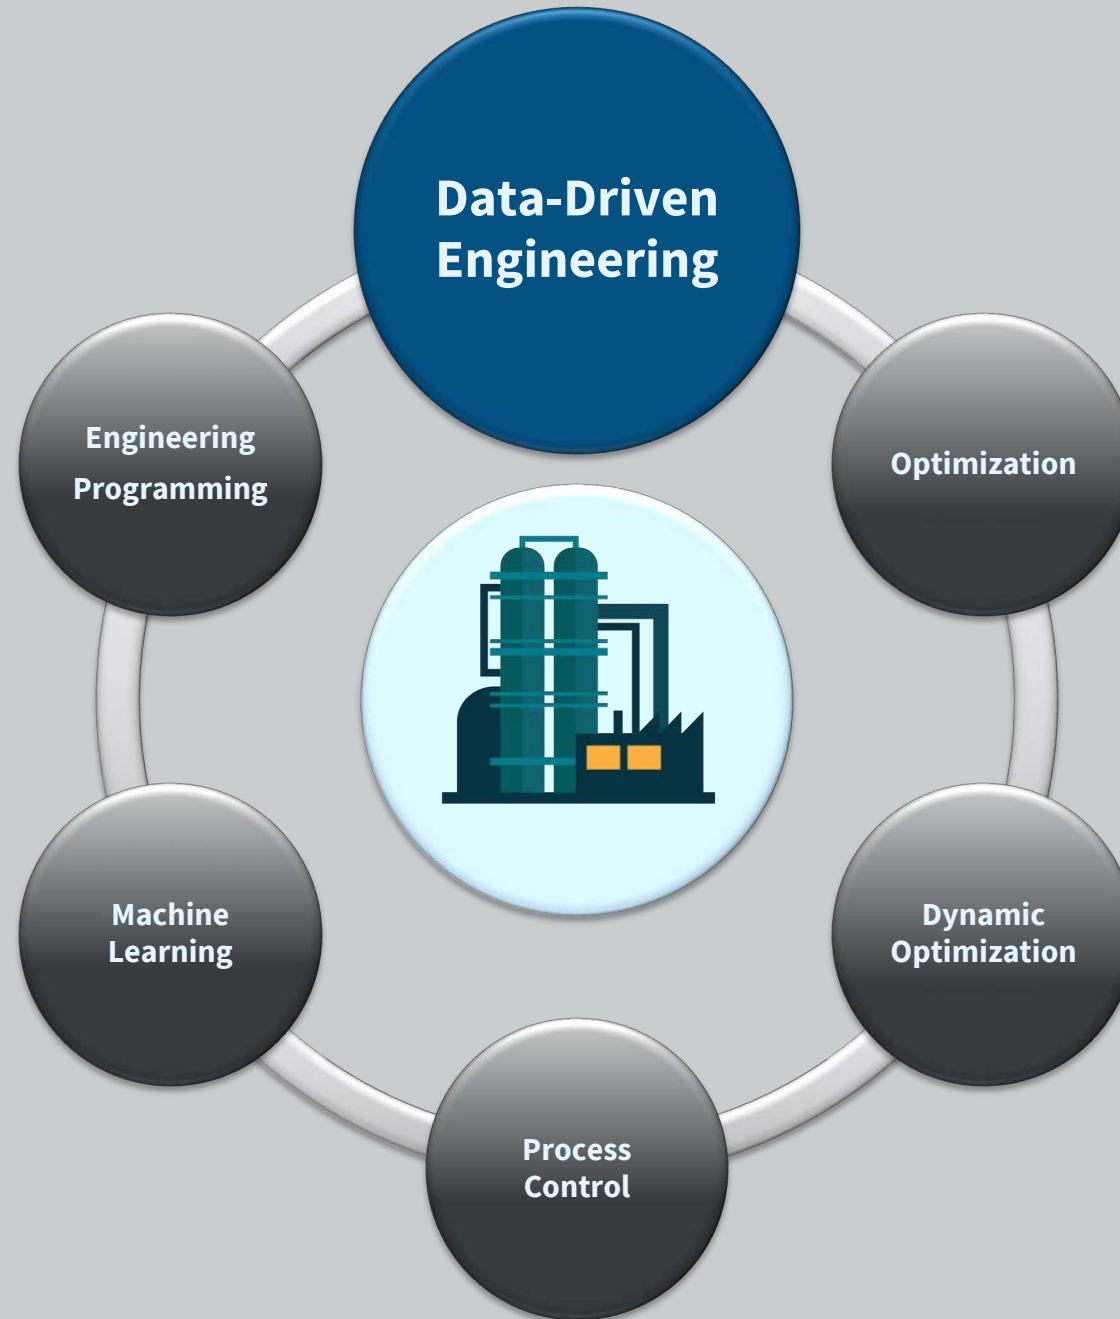 Data-Driven
Engineering
Engineering
Programming
Optimization
Machine
Learning
Dynamic
Optimization
Process
Control